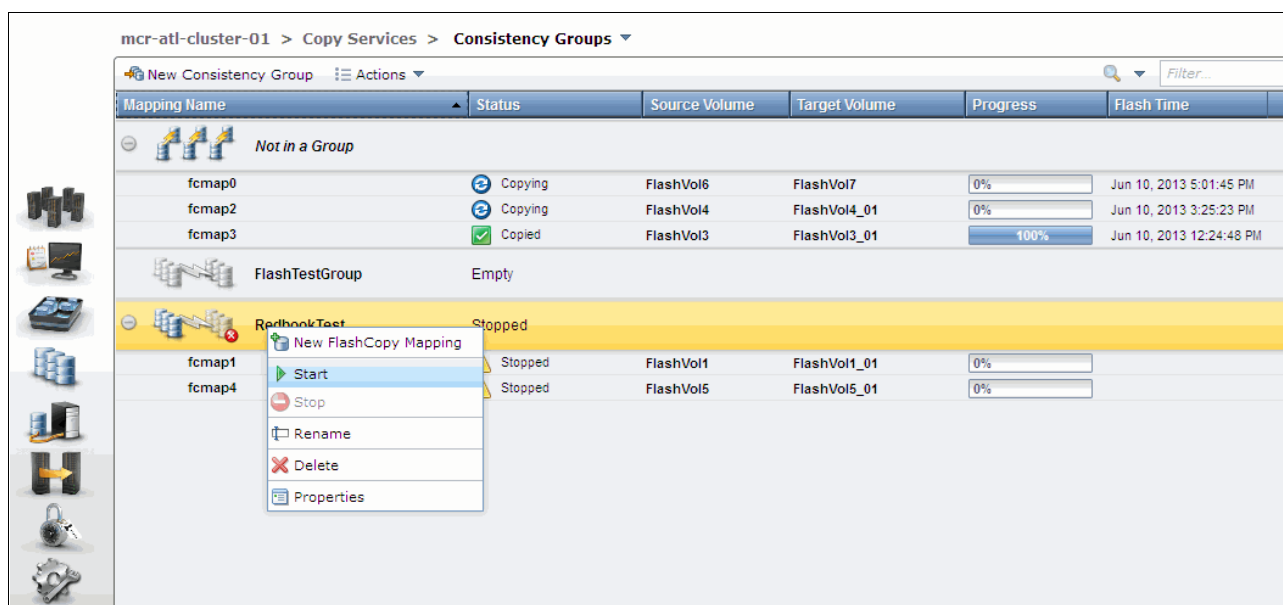 mcr-atl-cluster-01 > Copy Services > Consistency Groups
New Consistency Group Actions Filter...
Mapping Name Status Source Volume Target Volume Progress Flash Time
Not in a Group
fcmap0 Copying FlashVol6 FlashVol7 0% Jun 10, 2013 5:01:45 PM
fcmap2 Copying FlashVol4 FlashVol4_01 0% Jun 10, 2013 3:25:23 PM
fcmap3 Copied FlashVol3 FlashVol3_01 100% Jun 10, 2013 12:24:48 PM
FlashTestGroup Empty
RedbookTest Stopped
New FlashCopy Mapping
fcmap1 Stopped FlashVol1 FlashVol1_01 0%
Start
fcmap4 Stopped FlashVol5 FlashVol5_01 0%
Stop
Rename
Delete
Properties